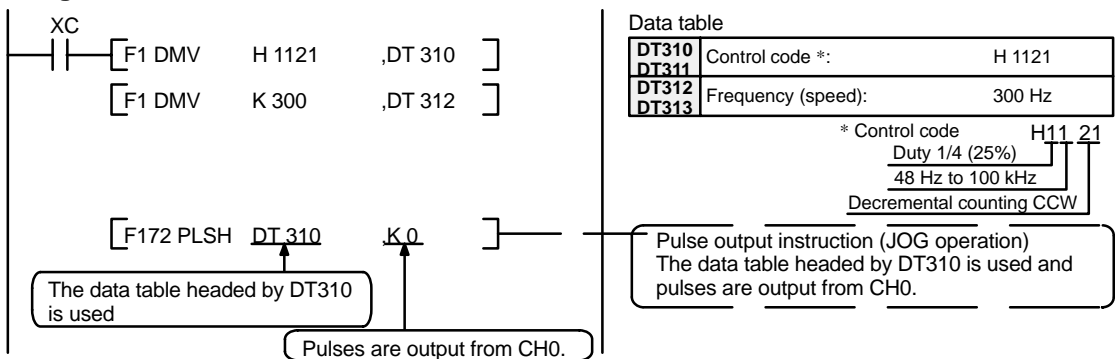 XC
F1 DMV H 1121 ,DT 310
F1 DMV K 300 ,DT 312
F172 PLSH DT 310 ,K 0
The data table headed by DT310
is used
Pulses are output from CH0.
Data table
DT310
DT311
Control code *: H 1121
DT312
DT313
Frequency (speed): 300 Hz
* Control code H11 21
Duty 1/4 (25%)
48 Hz to 100 kHz
Decremental counting CCW
Pulse output instruction (JOG operation)
The data table headed by DT310 is used and
pulses are output from CH0.